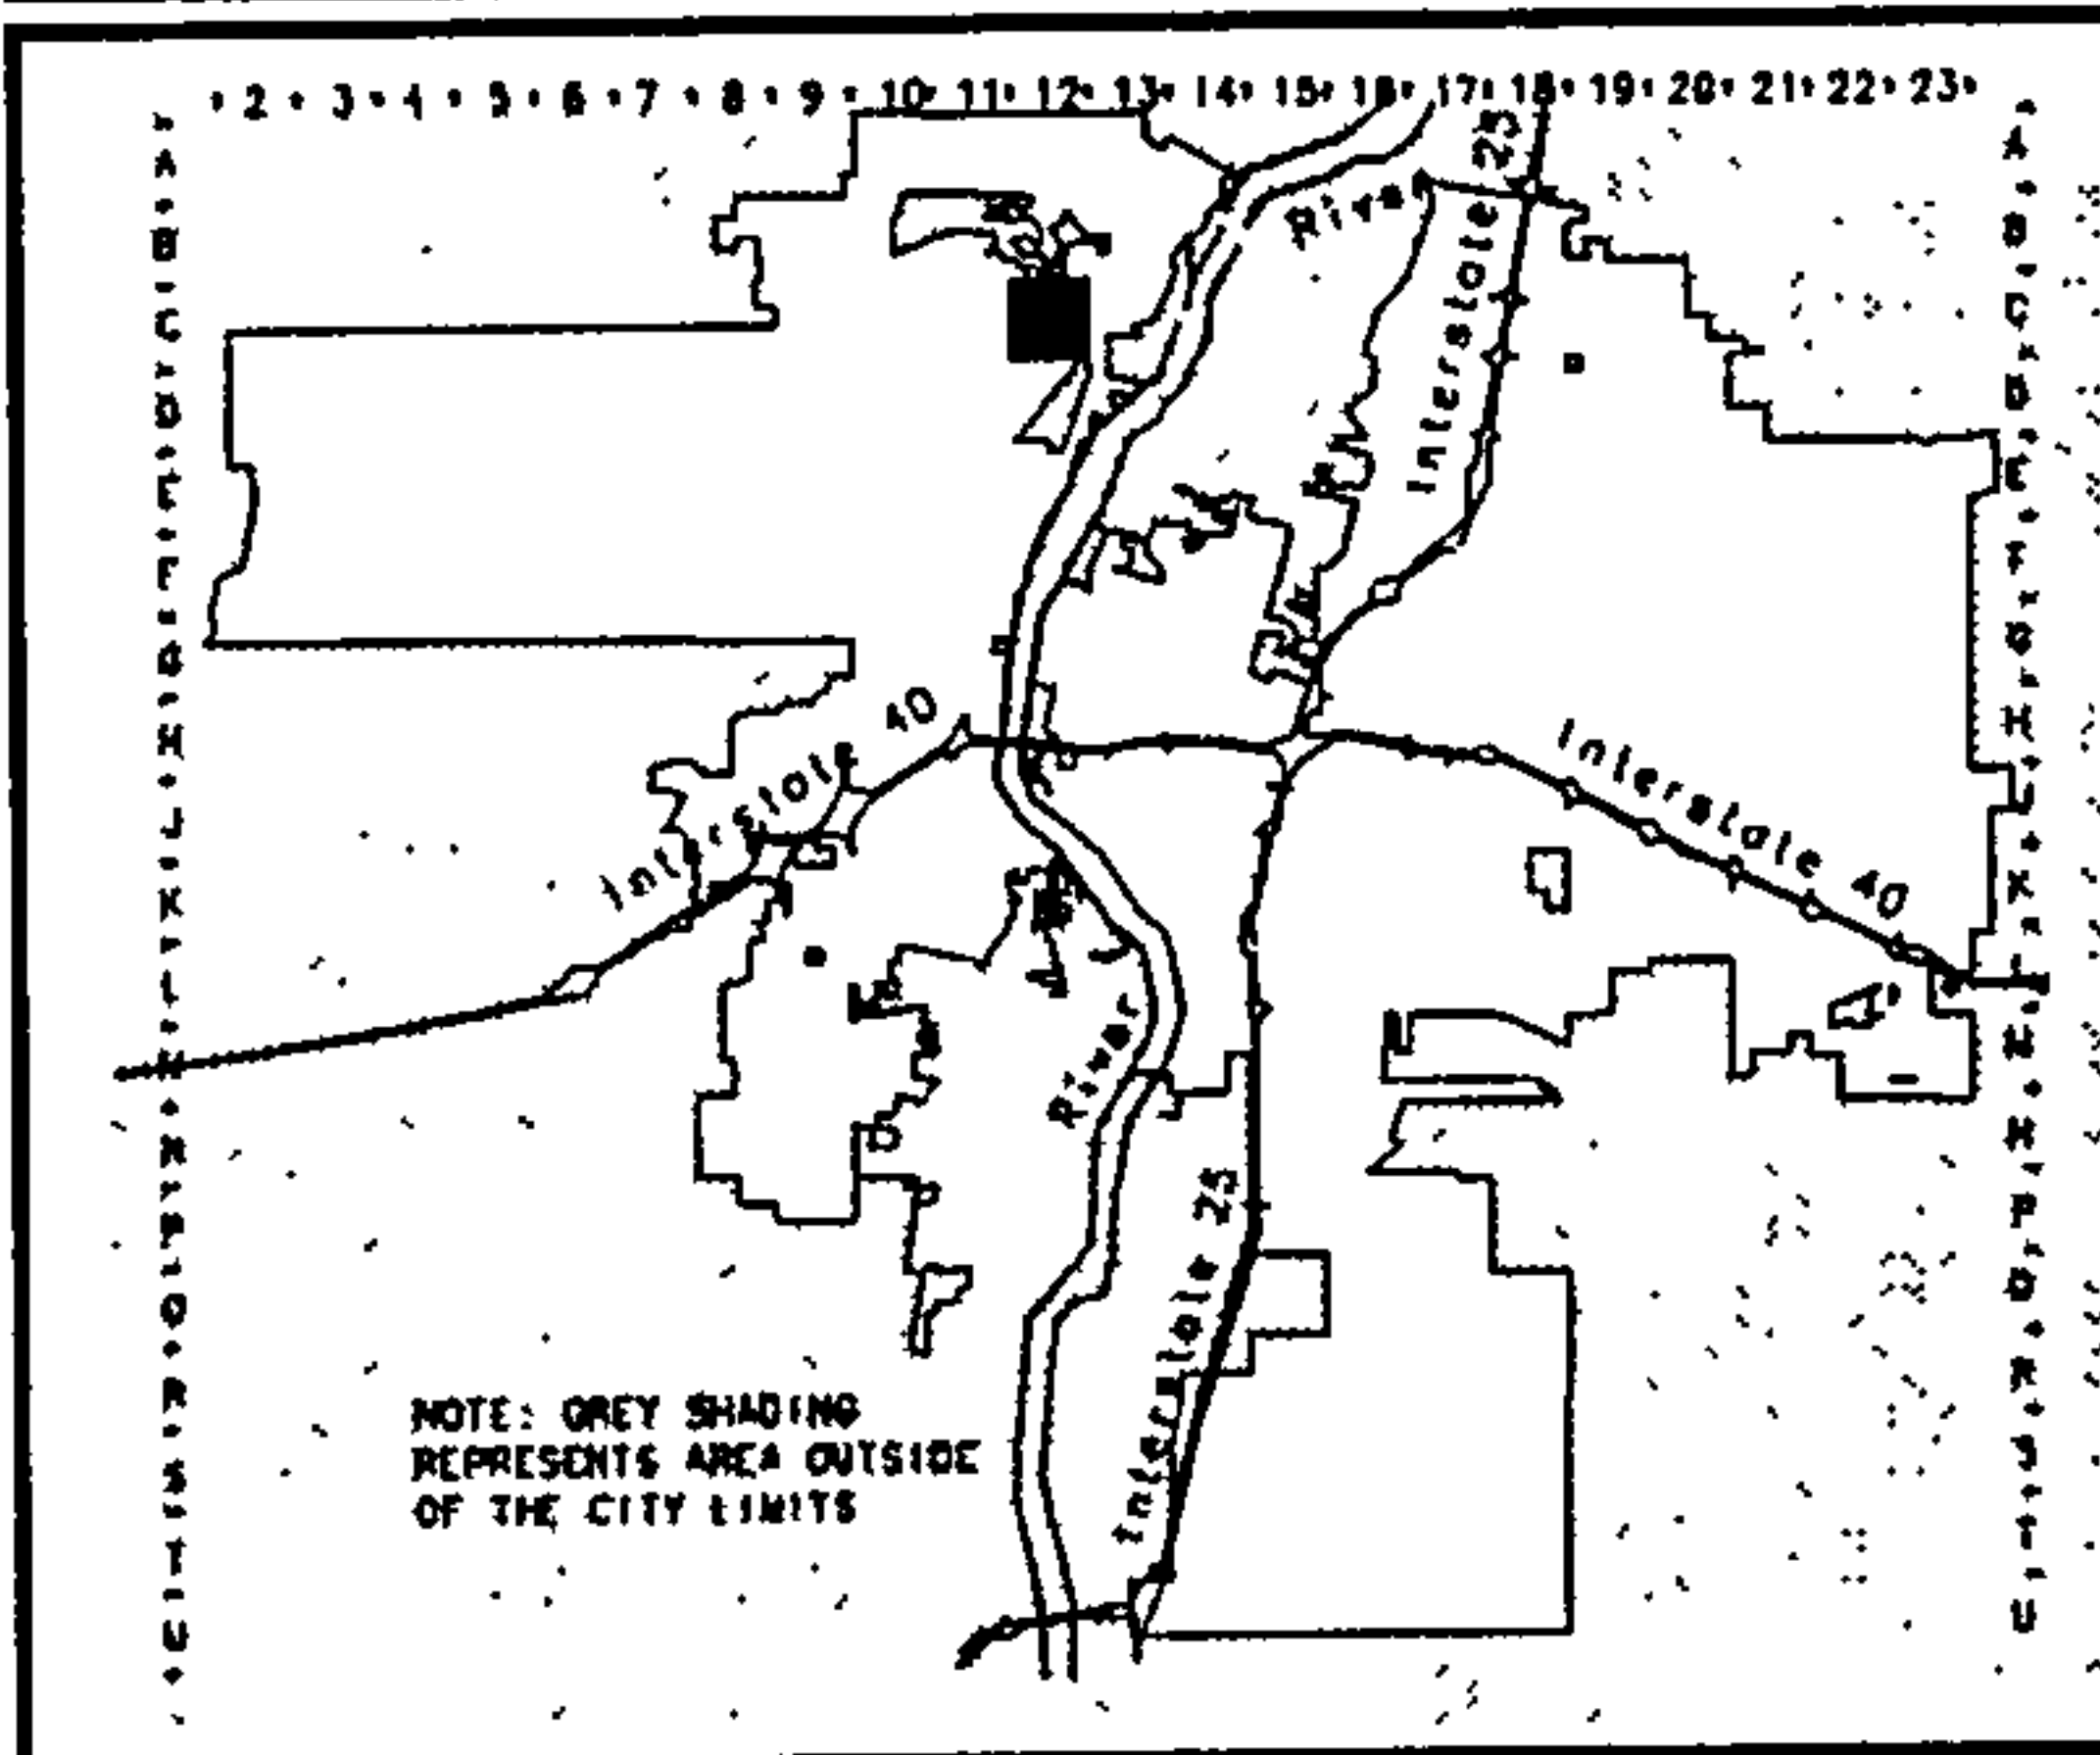 2 3 4 5 6 7 8 9 10 11 12 13 14 15 16 17 18 19 20 21 22 23
A
B
C
D
E
F
G
H
J
K
L
M
N
P
Q
R
S
T
U
River
Interstate 25
Interstate 40
Interstate 40
River
Interstate 25
NOTE: GREY SHADING
REPRESENTS AREA OUTSIDE
OF THE CITY LIMITS
A
B
C
D
E
F
G
H
J
K
L
M
N
P
Q
R
S
T
U